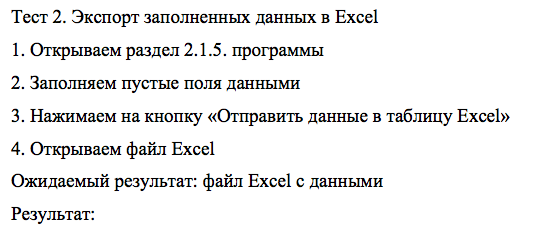 Тест 2. Экспорт заполненных данных в Excel
1. Открываем раздел 2.1.5. программы
2. Заполняем пустые поля данными
3. Нажимаем на кнопку «Отправить данные в таблицу Excel»
4. Открываем файл Excel
Ожидаемый результат: файл Excel с данными
Результат: